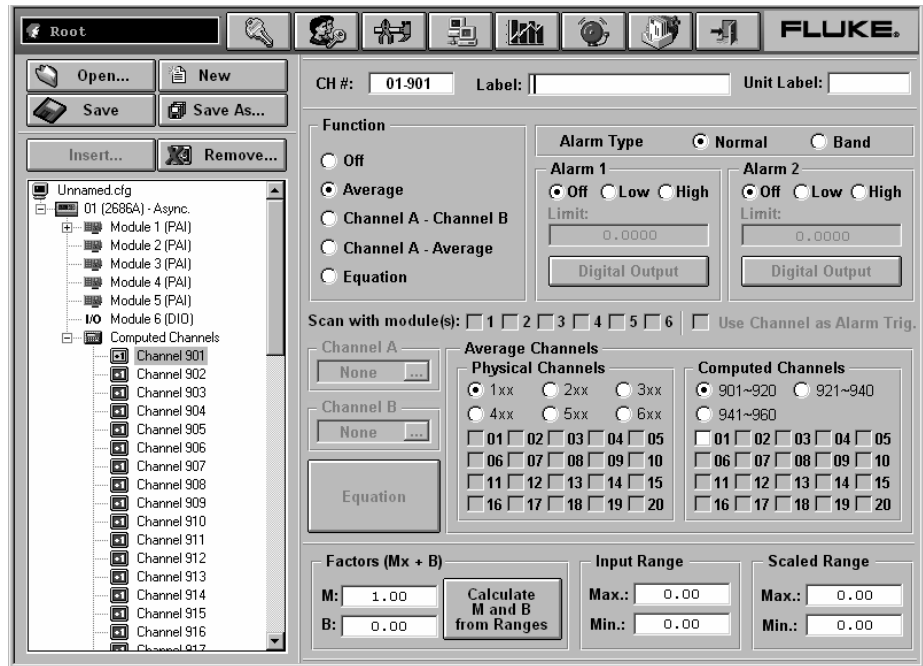 Root
FLUKE®
Open... New
Save Save As...
Insert... Remove...
Unnamed.cfg
01 (2686A) - Async.
Module 1 (PAI)
Module 2 (PAI)
Module 3 (PAI)
Module 4 (PAI)
Module 5 (PAI)
I/O Module 6 (DIO)
Computed Channels
Channel 901
Channel 902
Channel 903
Channel 904
Channel 905
Channel 906
Channel 907
Channel 908
Channel 909
Channel 910
Channel 911
Channel 912
Channel 913
Channel 914
Channel 915
Channel 916
Channel 917
CH #: 01-901 Label: Unit Label:
Function
Off
Average
Channel A - Channel B
Channel A - Average
Equation
Alarm Type Normal Band
Alarm 1
Off Low High
Limit:
0.0000
Digital Output
Alarm 2
Off Low High
Limit:
0.0000
Digital Output
Scan with module(s): 1 2 3 4 5 6 Use Channel as Alarm Trig.
Channel A
None ...
Channel B
None ...
Equation
Average Channels
Physical Channels
1xx 2xx 3xx
4xx 5xx 6xx
01 02 03 04 05
06 07 08 09 10
11 12 13 14 15
16 17 18 19 20
Computed Channels
901~920 921~940
941~960
01 02 03 04 05
06 07 08 09 10
11 12 13 14 15
16 17 18 19 20
Factors (Mx + B)
M: 1.00
B: 0.00
Calculate
M and B
from Ranges
Input Range
Max.: 0.00
Min.: 0.00
Scaled Range
Max.: 0.00
Min.: 0.00